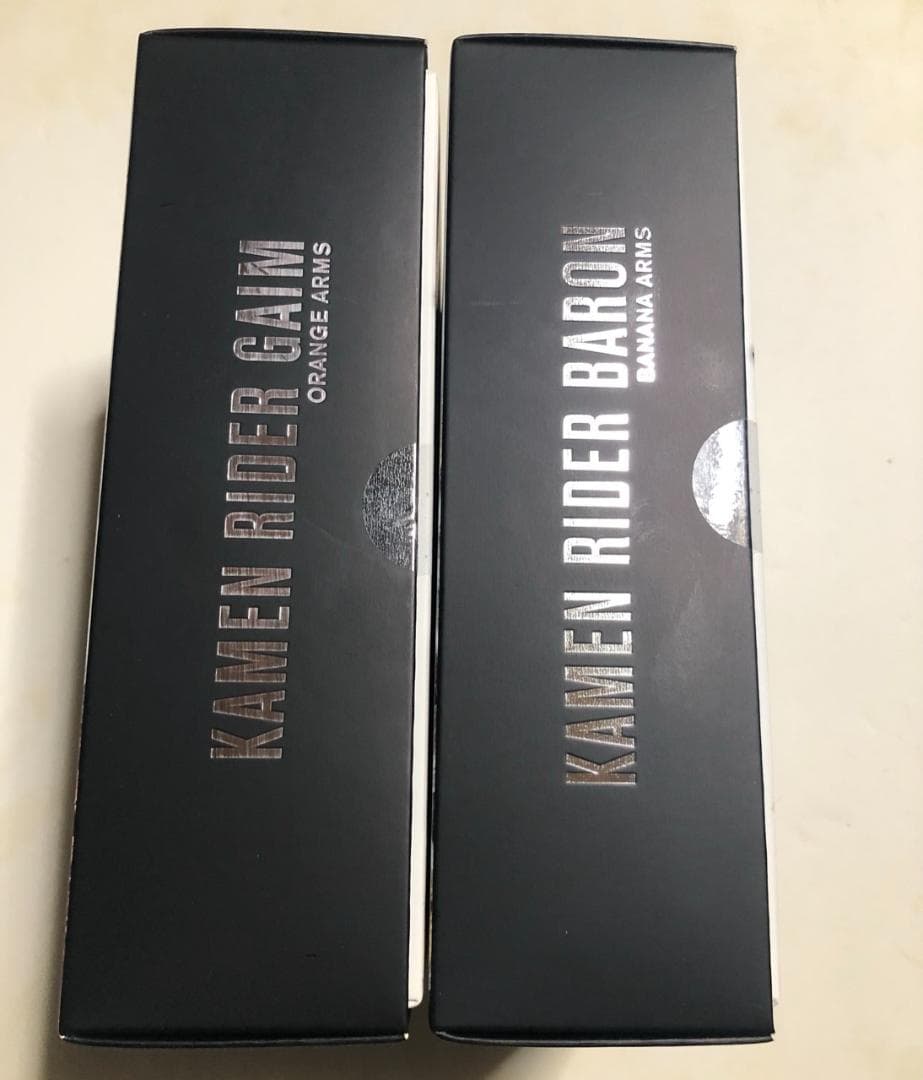 KAMEN RIDER GAIM
ORANGE ARMS
KAMEN RIDER BARON
BANANA ARMS